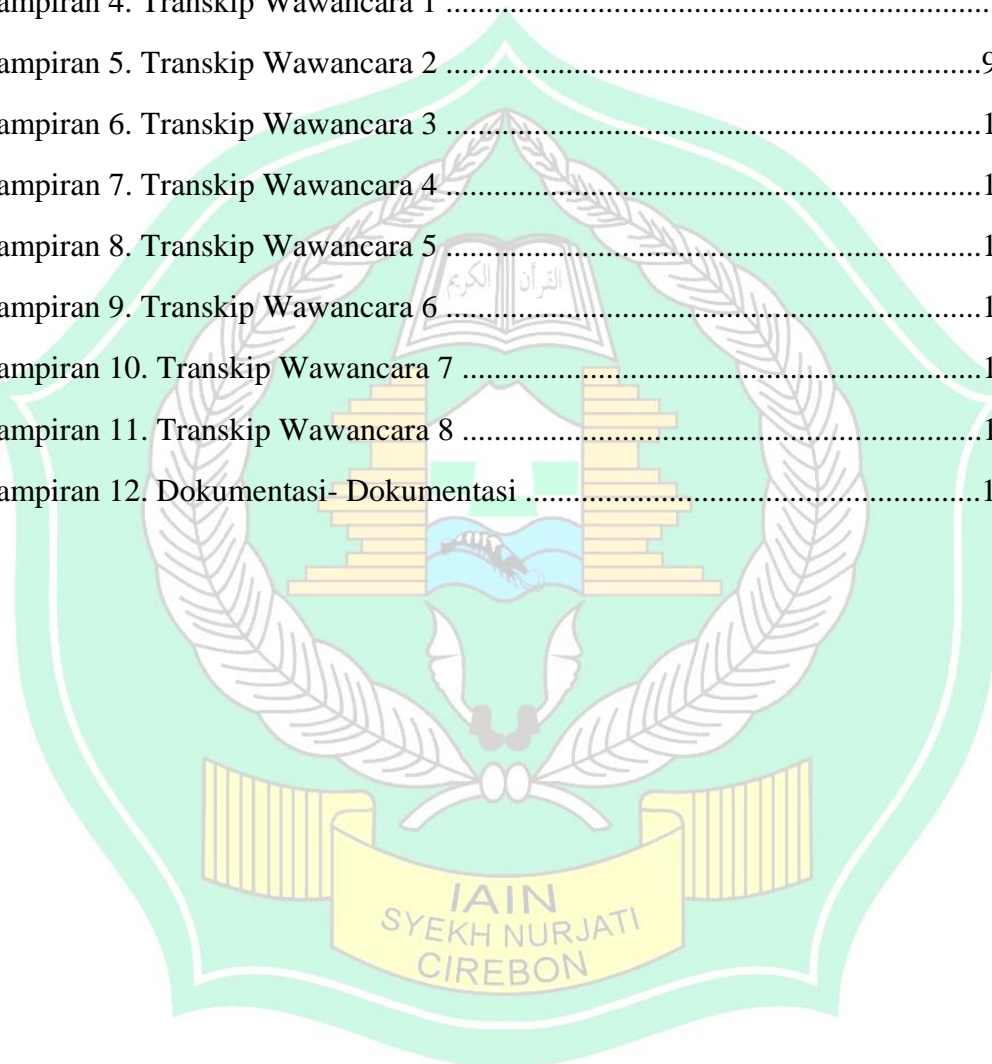 ampiran 4. Transkip Wawancara 1 ....................................................................
ampiran 5. Transkip Wawancara 2 ....................................................................9
ampiran 6. Transkip Wawancara 3 ....................................................................1
ampiran 7. Transkip Wawancara 4 ....................................................................1
ampiran 8. Transkip Wawancara 5 ....................................................................1
القرآن الكريم
ampiran 9. Transkip Wawancara 6 ....................................................................1
ampiran 10. Transkip Wawancara 7 ..................................................................1
ampiran 11. Transkip Wawancara 8 ..................................................................1
ampiran 12. Dokumentasi- Dokumentasi ..........................................................1
IAIN
SYEKH NURJATI
CIREBON